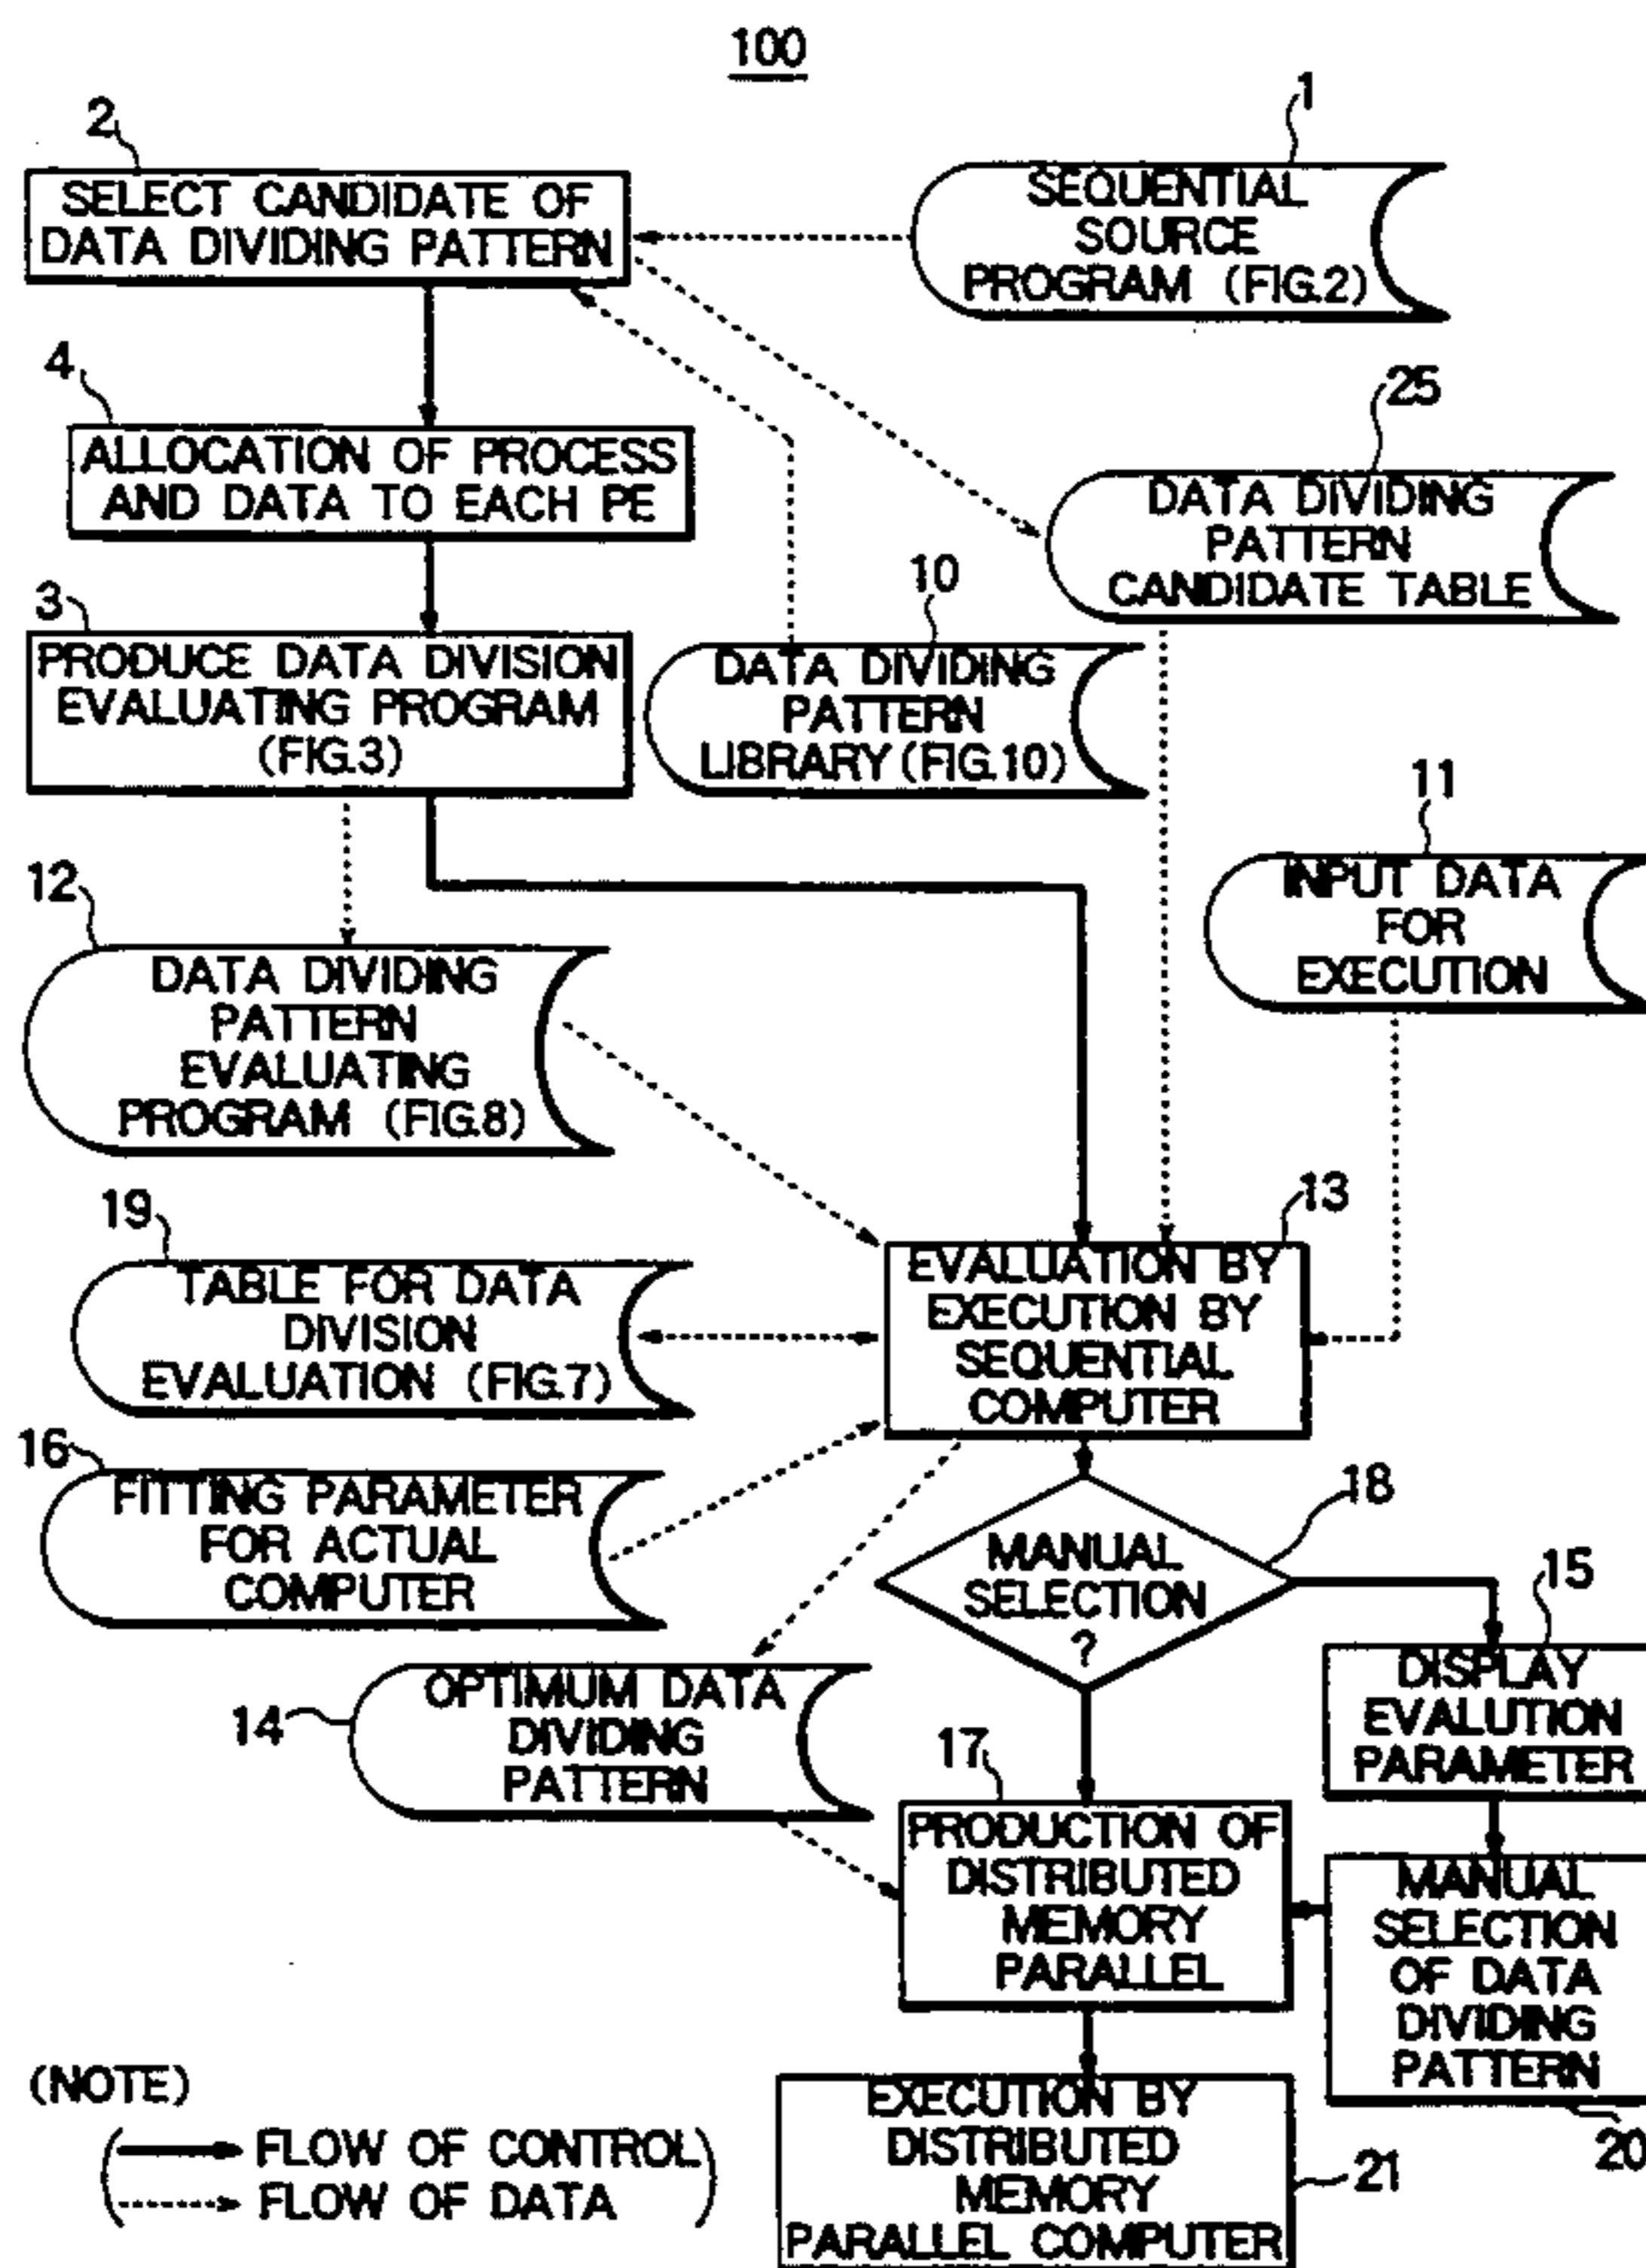 100
2
SELECT CANDIDATE OF
DATA DIVIDING PATTERN
1
SEQUENTIAL
SOURCE
PROGRAM (FIG.2)
4
ALLOCATION OF PROCESS
AND DATA TO EACH PE
25
DATA DIVIDING
PATTERN
CANDIDATE TABLE
3
PRODUCE DATA DIVISION
EVALUATING PROGRAM
(FIG.3)
10
DATA DIVIDING
PATTERN
LIBRARY(FIG.10)
11
INPUT DATA
FOR
EXECUTION
12
DATA DIVIDING
PATTERN
EVALUATING
PROGRAM (FIG.8)
19
TABLE FOR DATA
DIVISION
EVALUATION (FIG.7)
13
EVALUATION BY
EXECUTION BY
SEQUENTIAL
COMPUTER
16
FITTING PARAMETER
FOR ACTUAL
COMPUTER
18
MANUAL
SELECTION
?
15
DISPLAY
EVALUTION
PARAMETER
14
OPTIMUM DATA
DIVIDING
PATTERN
17
PRODUCTION OF
DISTRIBUTED
MEMORY
PARALLEL
MANUAL
SELECTION
OF DATA
DIVIDING
PATTERN
20
(NOTE)
FLOW OF CONTROL
FLOW OF DATA
EXECUTION BY
DISTRIBUTED
MEMORY
PARALLEL COMPUTER
21